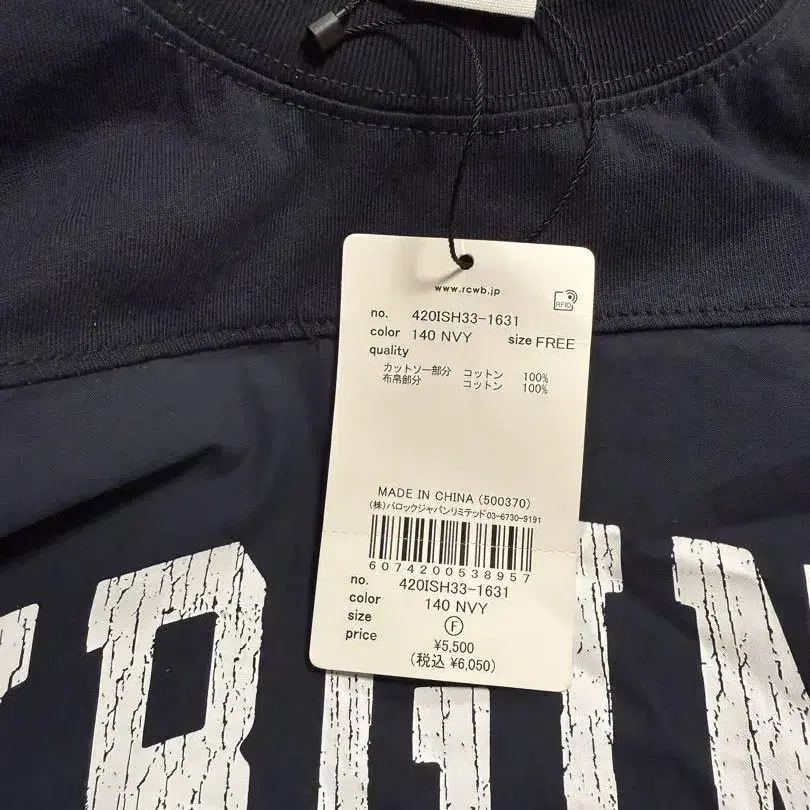 www.rcwb.jp
RFID
no. 420ISH33-1631
color 140 NVY size FREE
quality
カットソー部分 コットン 100%
布帛部分 コットン 100%
MADE IN CHINA (500370)
(株)バロックジャパンリミテッド03-6730-9191
6074200538957
no. 420ISH33-1631
color 140 NVY
size Ⓕ
price ¥5,500
(税込 ¥6,050)